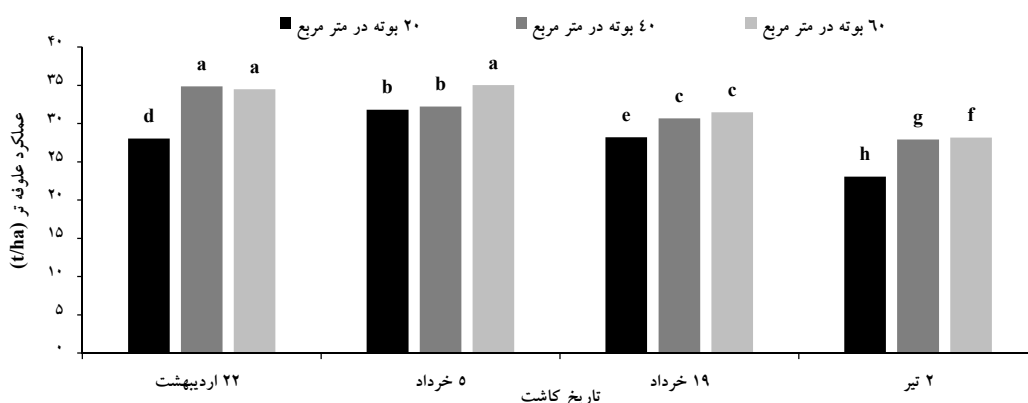 ۲۰ بوته در متر مربع
۴۰ بوته در متر مربع
۶۰ بوته در متر مربع
عملکرد علوفه تر (t/ha)
۴۰
۳۵
۳۰
۲۵
۲۰
۱۵
۱۰
۵
۰
d a a
b b a
e c c
h g f
۲۲ اردیبهشت
۵ خرداد
۱۹ خرداد
۲ تیر
تاریخ کاشت